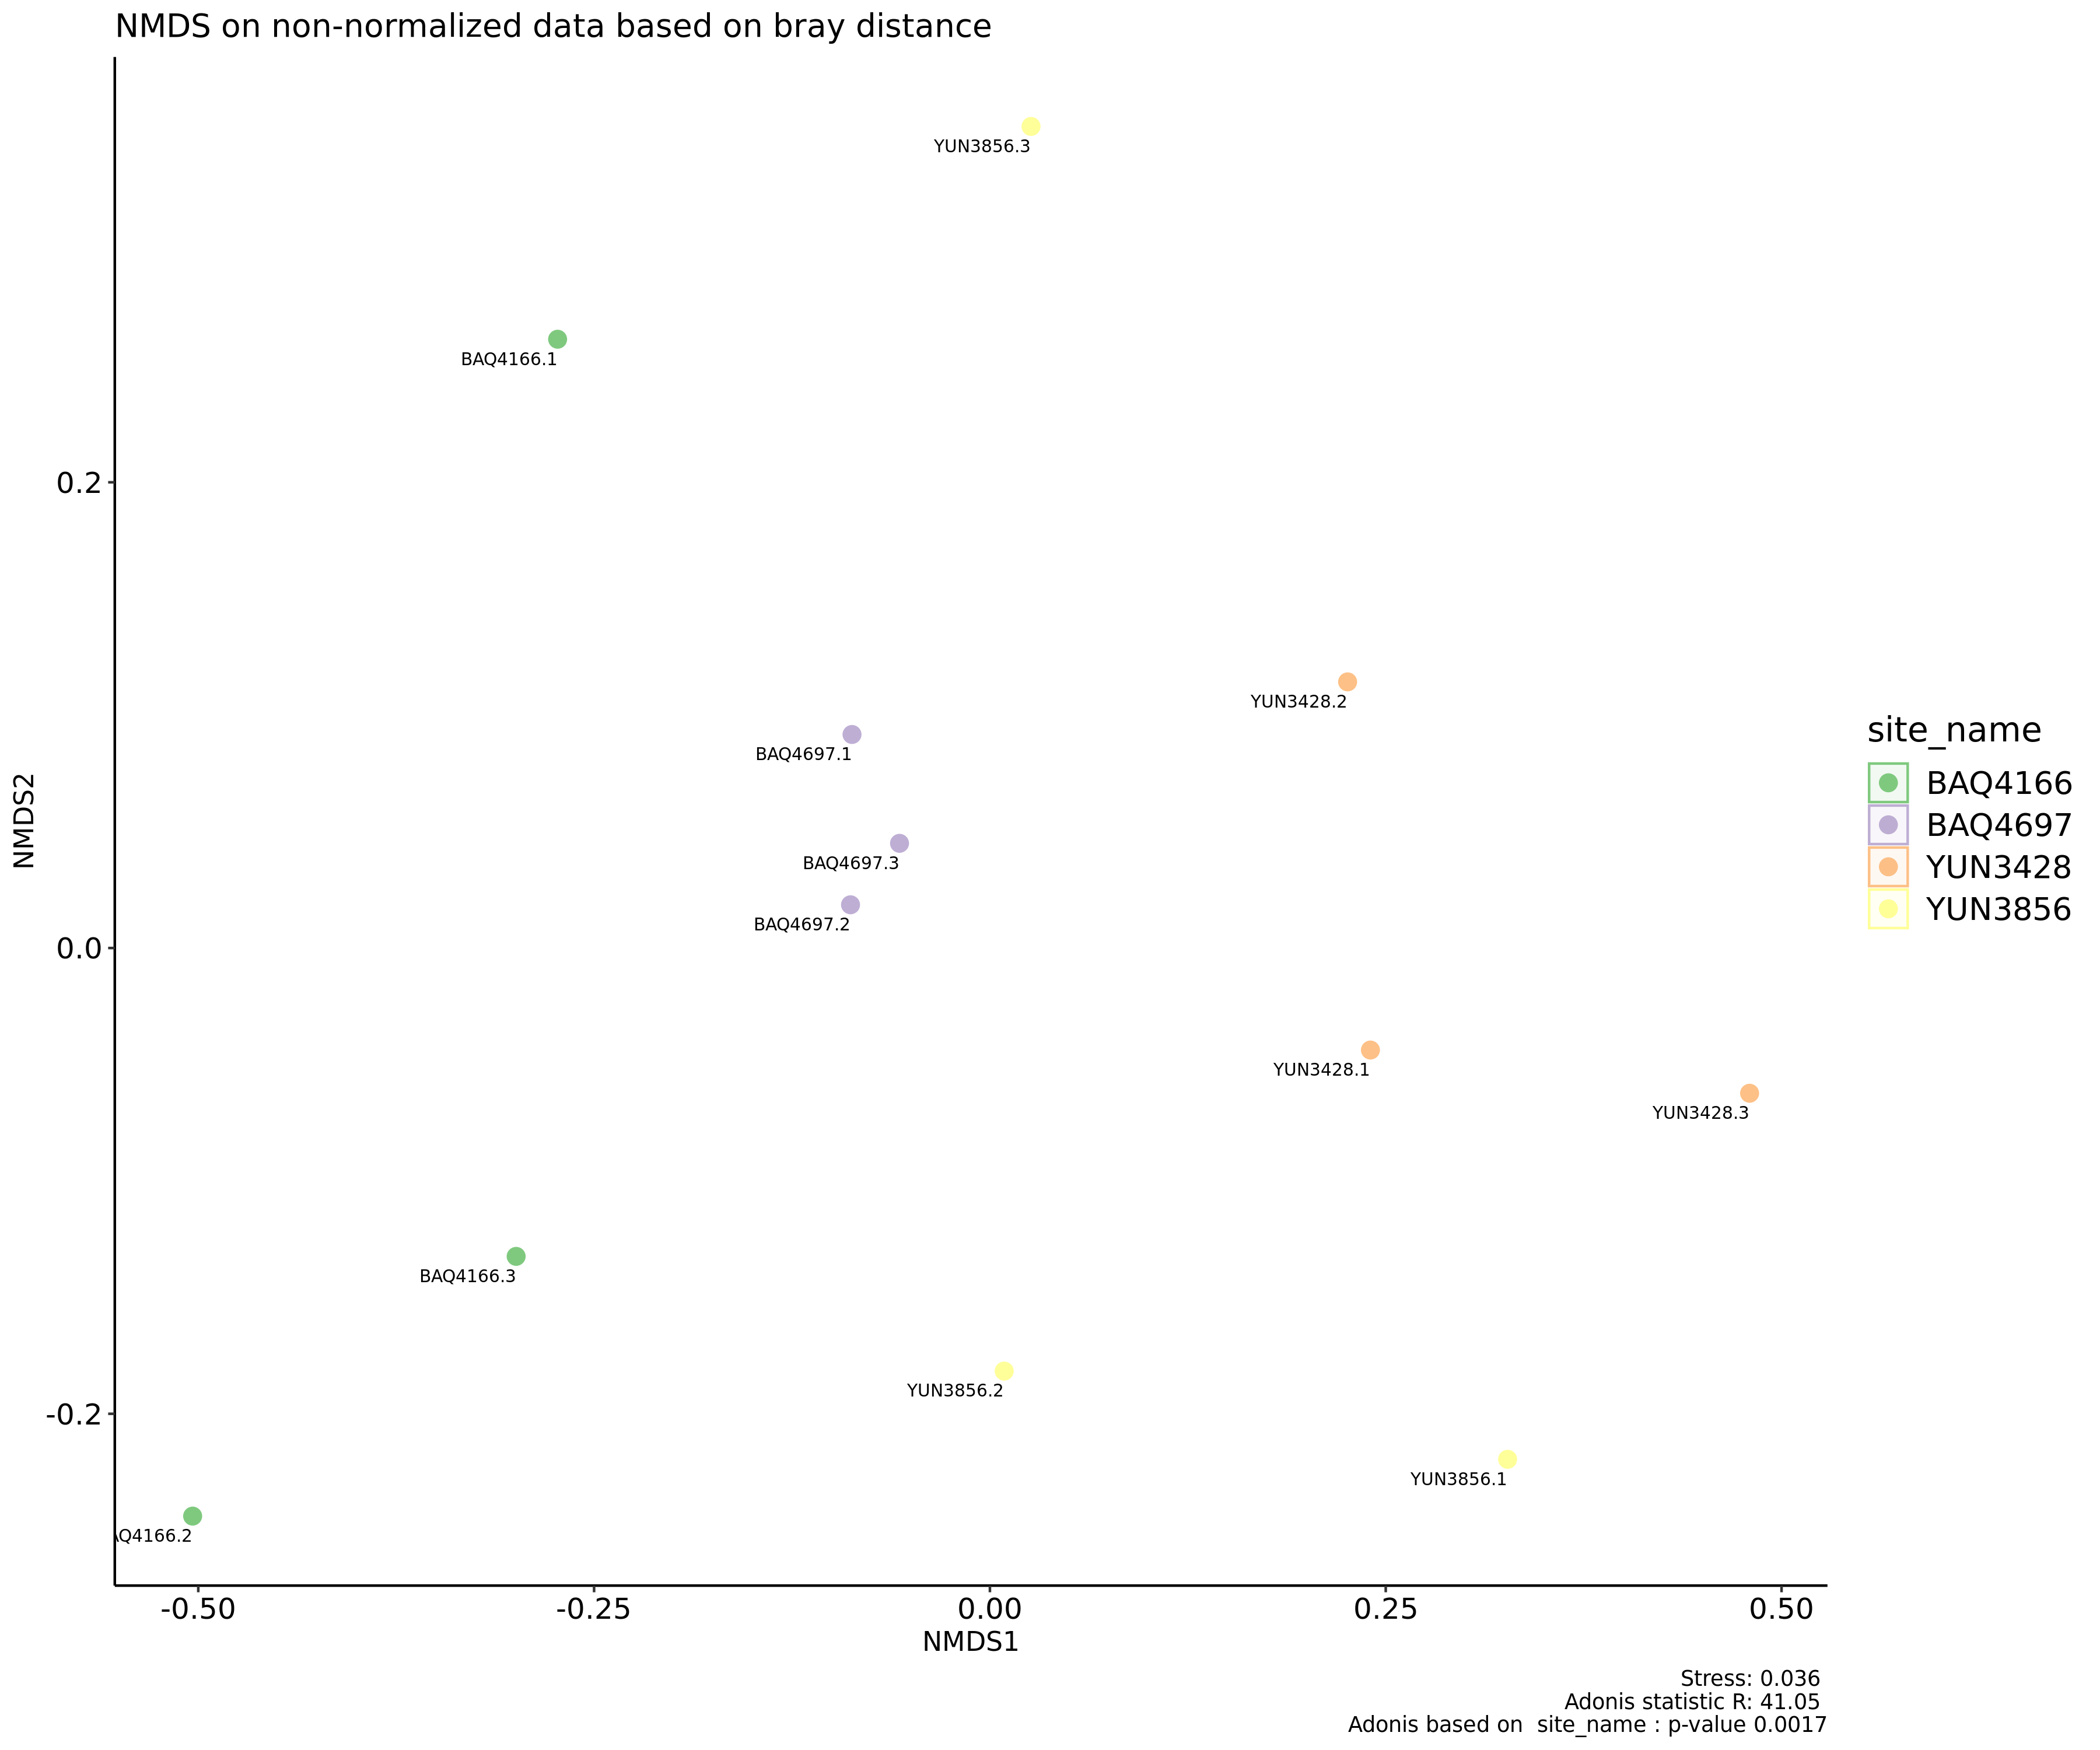 NMDS on non-normalized data based on bray distance
YUN3856.3
BAQ4166.1
0.2
YUN3428.2
BAQ4697.1
site_name
BAQ4166
BAQ4697
YUN3428
YUN3856
NMDS2
BAQ4697.3
BAQ4697.2
0.0
YUN3428.1
YUN3428.3
BAQ4166.3
YUN3856.2
-0.2
YUN3856.1
AQ4166.2
-0.50
-0.25
0.00
0.25
0.50
NMDS1
Stress: 0.036
Adonis statistic R: 41.05
Adonis based on  site_name : p-value 0.0017